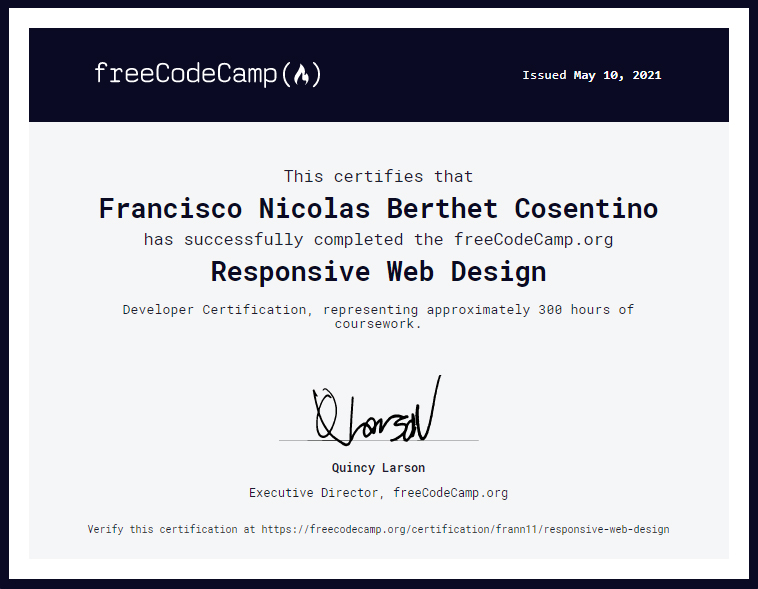 freeCodeCamp(🔥)
Issued May 10, 2021
This certifies that
Francisco Nicolas Berthet Cosentino
has successfully completed the freeCodeCamp.org
Responsive Web Design
Developer Certification, representing approximately 300 hours of
coursework.
Q Larson
Quincy Larson
Executive Director, freeCodeCamp.org
Verify this certification at https://freecodecamp.org/certification/frann11/responsive-web-design